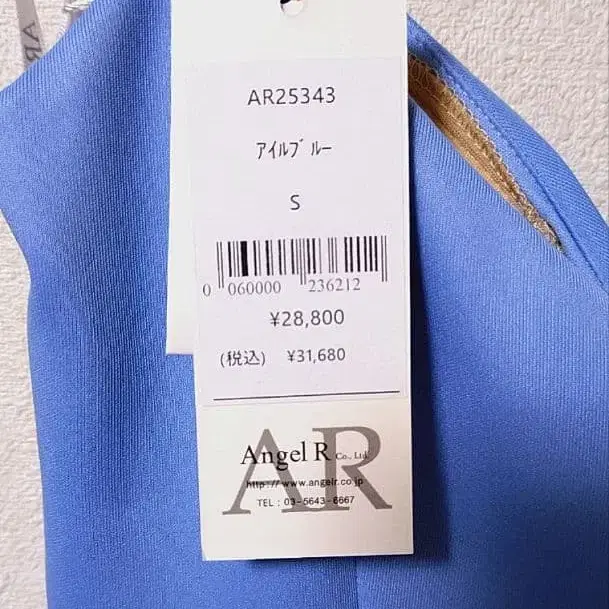 AR25343
ｱｲﾙﾌﾞﾙｰ
S
0 060000 236212
¥28,800
(税込) ¥31,680
AR
Angel R Co., Ltd.
http://www.angelr.co.jp
TEL : 03-5643-6667